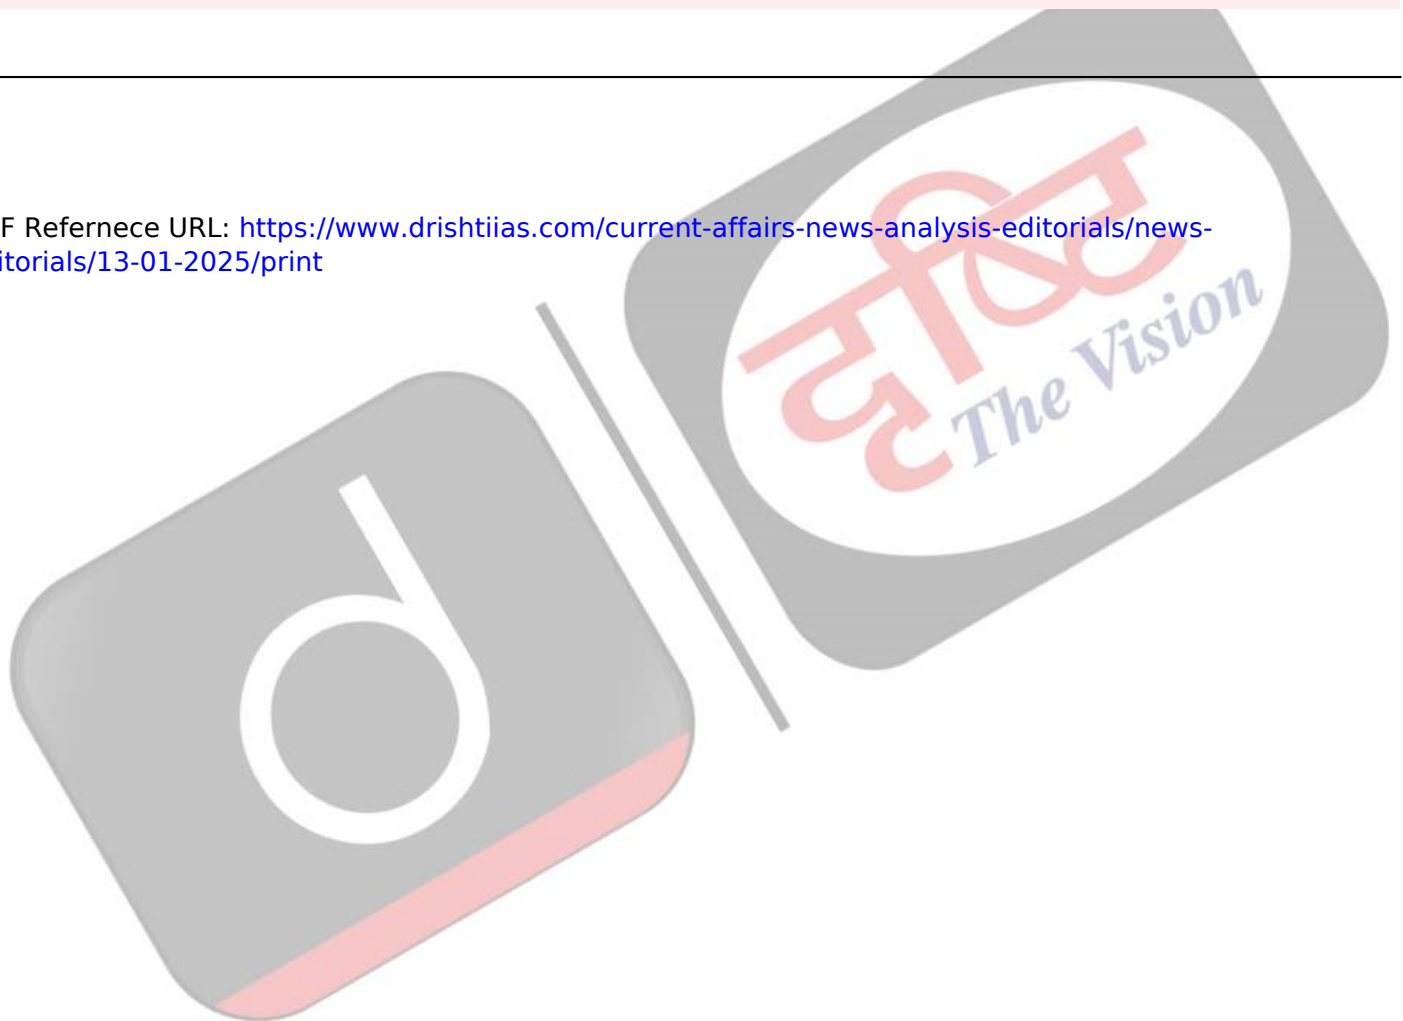 F Refernece URL: https://www.drishtiias.com/current-affairs-news-analysis-editorials/news-
itorials/13-01-2025/print
दृष्टि
The Vision
d